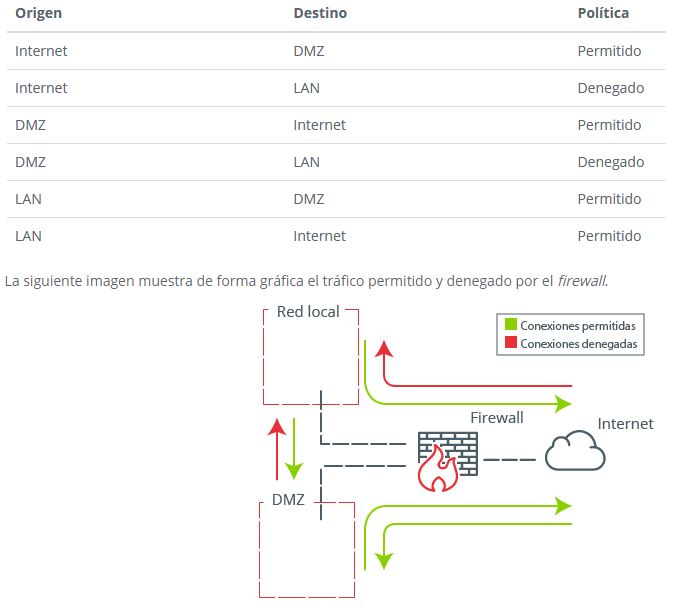 Origen Destino Política
Internet DMZ Permitido
Internet LAN Denegado
DMZ Internet Permitido
DMZ LAN Denegado
LAN DMZ Permitido
LAN Internet Permitido
La siguiente imagen muestra de forma gráfica el tráfico permitido y denegado por el firewall.
Red local
Conexiones permitidas
Conexiones denegadas
Firewall
Internet
DMZ